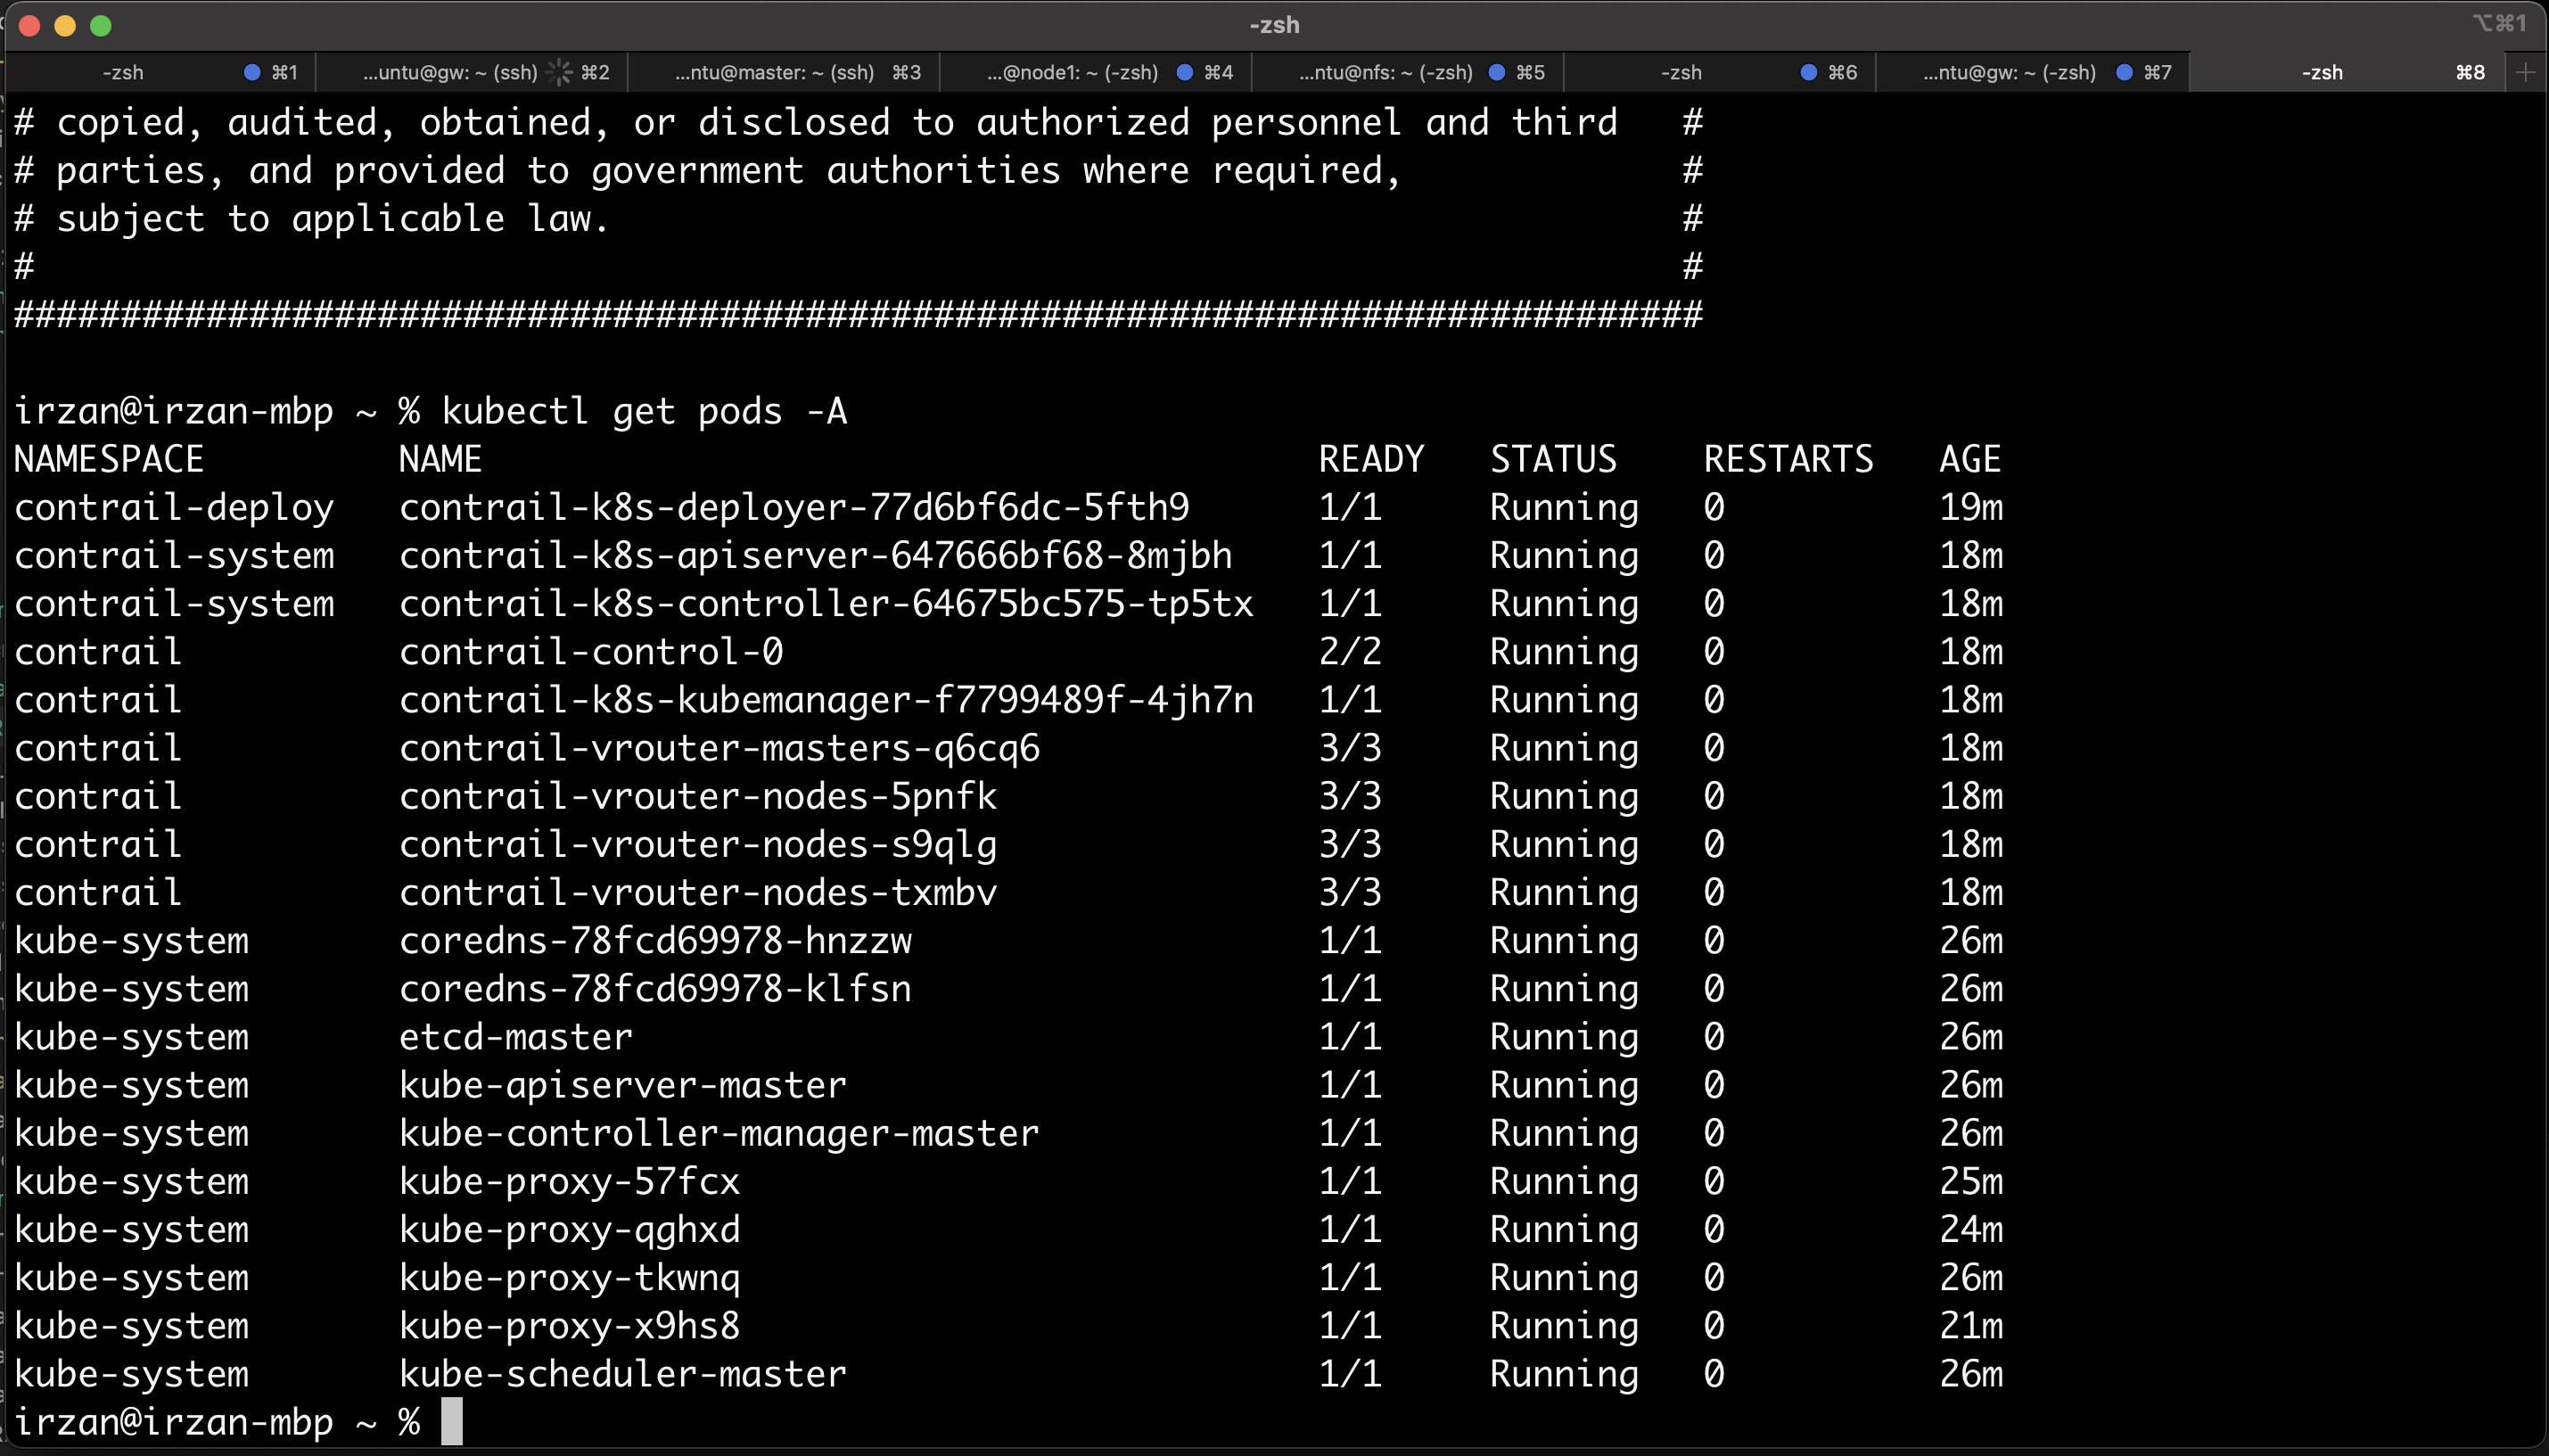 -zsh ⌥⌘1
-zsh ⌘1 ...untu@gw: ~ (ssh) ⌘2 ...ntu@master: ~ (ssh) ⌘3 ...@node1: ~ (-zsh) ⌘4 ...ntu@nfs: ~ (-zsh) ⌘5 -zsh ⌘6 ...ntu@gw: ~ (-zsh) ⌘7 -zsh ⌘8 +
# copied, audited, obtained, or disclosed to authorized personnel and third   #
# parties, and provided to government authorities where required,             #
# subject to applicable law.                                                  #
#                                                                             #
###############################################################################
irzan@irzan-mbp ~ % kubectl get pods -A
NAMESPACE         NAME                                       READY   STATUS    RESTARTS   AGE
contrail-deploy   contrail-k8s-deployer-77d6bf6dc-5fth9      1/1     Running   0          19m
contrail-system   contrail-k8s-apiserver-647666bf68-8mjbh    1/1     Running   0          18m
contrail-system   contrail-k8s-controller-64675bc575-tp5tx   1/1     Running   0          18m
contrail          contrail-control-0                         2/2     Running   0          18m
contrail          contrail-k8s-kubemanager-f7799489f-4jh7n   1/1     Running   0          18m
contrail          contrail-vrouter-masters-q6cq6             3/3     Running   0          18m
contrail          contrail-vrouter-nodes-5pnfk               3/3     Running   0          18m
contrail          contrail-vrouter-nodes-s9qlg               3/3     Running   0          18m
contrail          contrail-vrouter-nodes-txmbv               3/3     Running   0          18m
kube-system       coredns-78fcd69978-hnzzw                   1/1     Running   0          26m
kube-system       coredns-78fcd69978-klfsn                   1/1     Running   0          26m
kube-system       etcd-master                                1/1     Running   0          26m
kube-system       kube-apiserver-master                      1/1     Running   0          26m
kube-system       kube-controller-manager-master             1/1     Running   0          26m
kube-system       kube-proxy-57fcx                           1/1     Running   0          25m
kube-system       kube-proxy-qghxd                           1/1     Running   0          24m
kube-system       kube-proxy-tkwnq                           1/1     Running   0          26m
kube-system       kube-proxy-x9hs8                           1/1     Running   0          21m
kube-system       kube-scheduler-master                      1/1     Running   0          26m
irzan@irzan-mbp ~ %